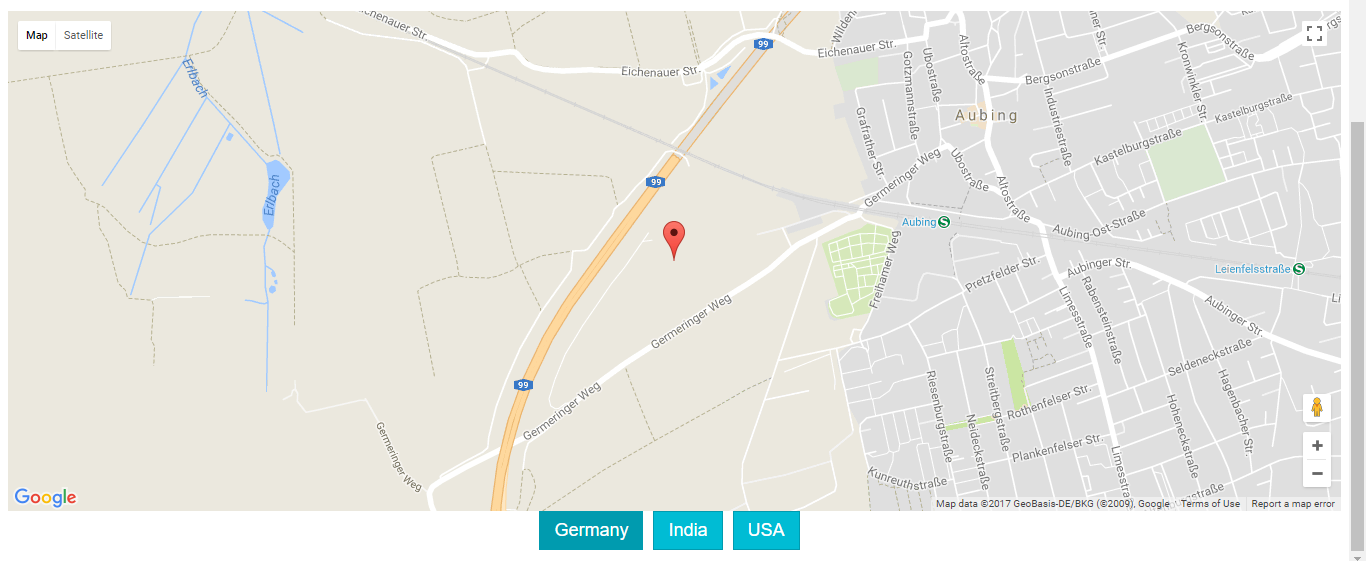 Map Satellite
Eichenauer Str.
Wilden
99
Eichenauer Str.
Eichenauer Str.
Gotzmannstraße
Ubostraße
Altostraße
Bergsonstraße
Bergsonstraße
Kronwinkler Str.
Erlbach
Aubing
Industriestraße
Kastelburgstraße
Kastelburgstraße
Grafrather Str.
Germeringer Weg
Ubostraße
Altostraße
99
Erlbach
Aubing S
Aubing-Ost-Straße
Freihamer Weg
Pretzfelder Str.
Aubinger Str.
Leienfelsstraße S
Limesstraße
Rabensteinstraße
Aubinger Str.
Germeringer Weg
Seldeneckstraße
99
Riesenburgstraße
Streitbergstraße
Hagenbacher Str.
Germeringer Weg
Neideckstraße
Rothenfelser Str.
Hoheneckstraße
Germeringer Weg
Plankenfelser Str.
Limesstraße
Kunreuthstraße
Google
Map data ©2017 GeoBasis-DE/BKG (©2009), Google Terms of Use Report a map error
Germany India USA